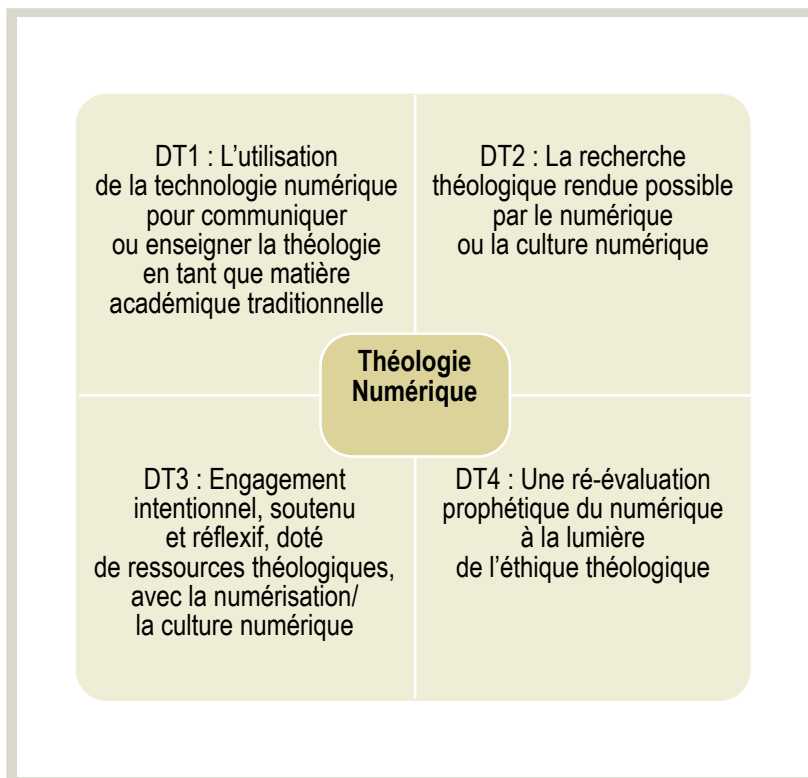 DT1 : L’utilisation
de la technologie numérique
pour communiquer
ou enseigner la théologie
en tant que matière
académique traditionnelle
DT2 : La recherche
théologique rendue possible
par le numérique
ou la culture numérique
Théologie
Numérique
DT3 : Engagement
intentionnel, soutenu
et réflexif, doté
de ressources théologiques,
avec la numérisation/
la culture numérique
DT4 : Une ré-évaluation
prophétique du numérique
à la lumière
de l’éthique théologique